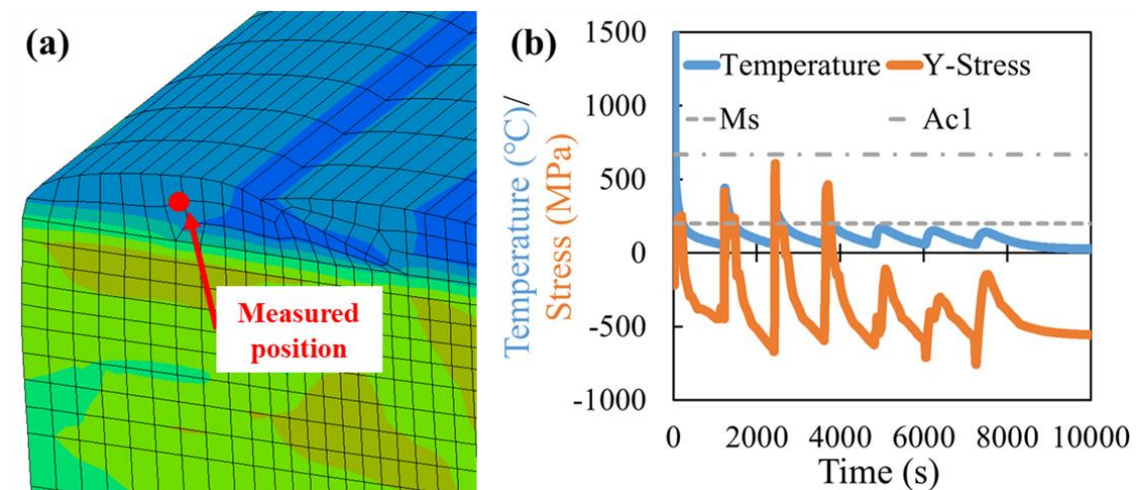 (a)
Measured
position
(b)
Temperature (°C)/
Stress (MPa)
1500
1000
500
0
-500
-1000
Temperature Y-Stress
Ms Ac1
0 2000 4000 6000 8000 10000
Time (s)